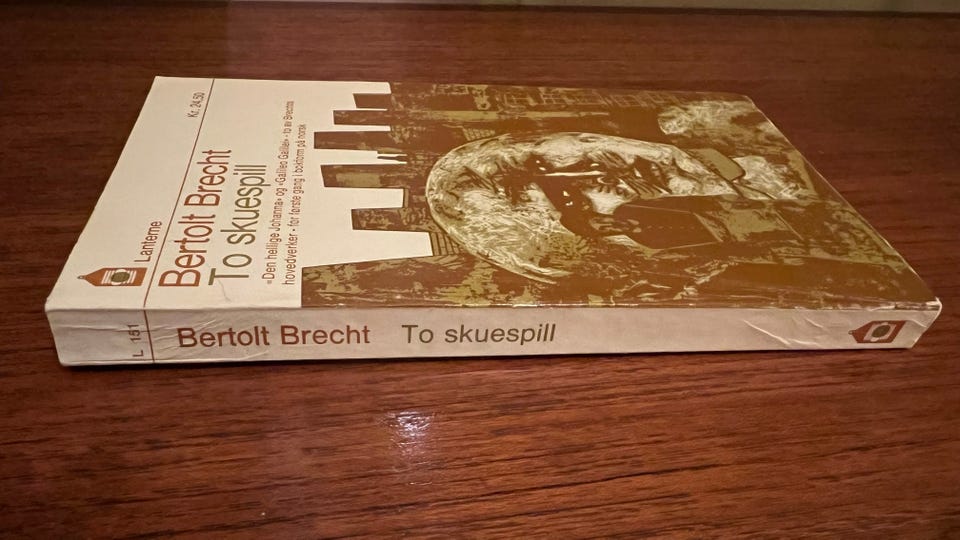 Lanterne
Kr. 24,50
Bertolt Brecht
To skuespill
«Den hellige Johanna» og «Galileo Galilei» - to av Brechts
hovedverker - for første gang i bokform på norsk
L 151
Bertolt Brecht To skuespill